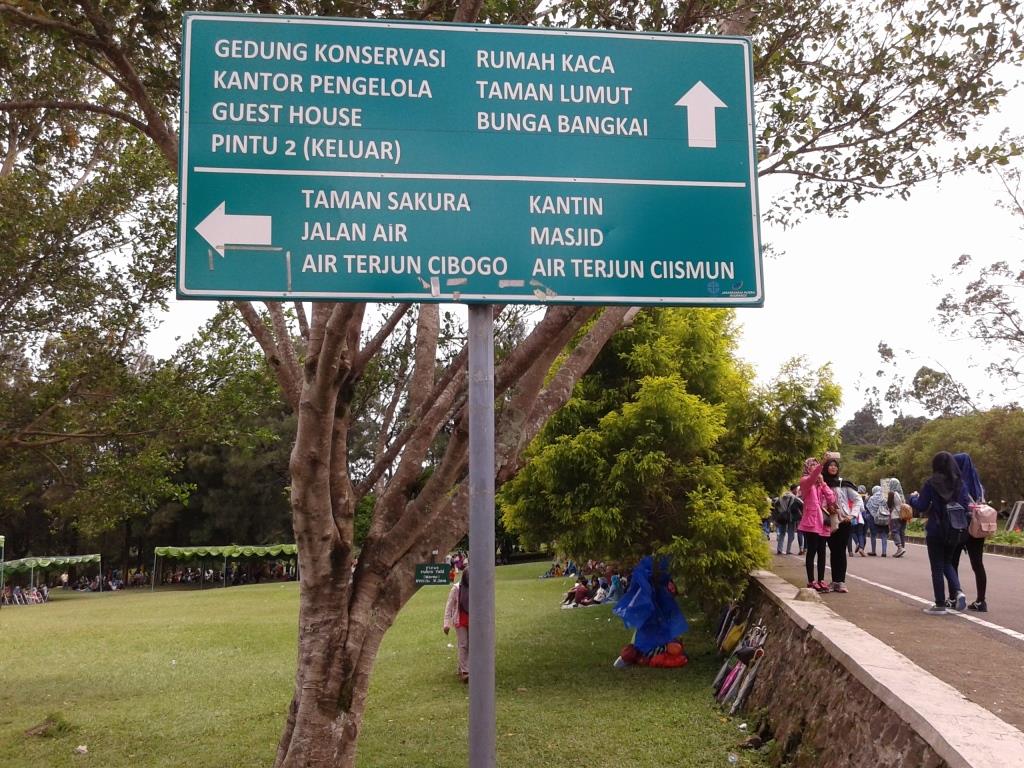 GEDUNG KONSERVASI
KANTOR PENGELOLA
GUEST HOUSE
PINTU 2 (KELUAR)
RUMAH KACA
TAMAN LUMUT
BUNGA BANGKAI
TAMAN SAKURA
JALAN AiR
AIR TERJUN CIBOGO
KANTIN
MASJID
AIR TERJUN CIISMUN